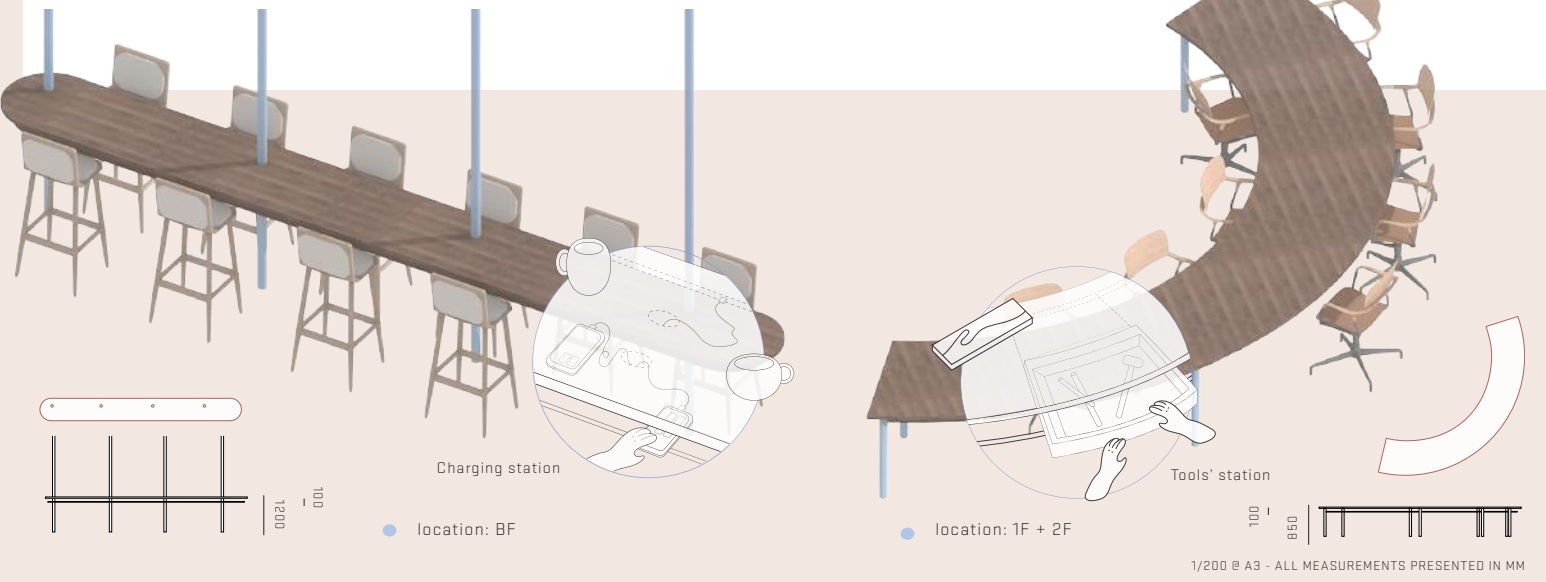 Charging station
1200
100
location: BF
Tools' station
location: 1F + 2F
100
850
1/200 @ A3 - ALL MEASUREMENTS PRESENTED IN MM